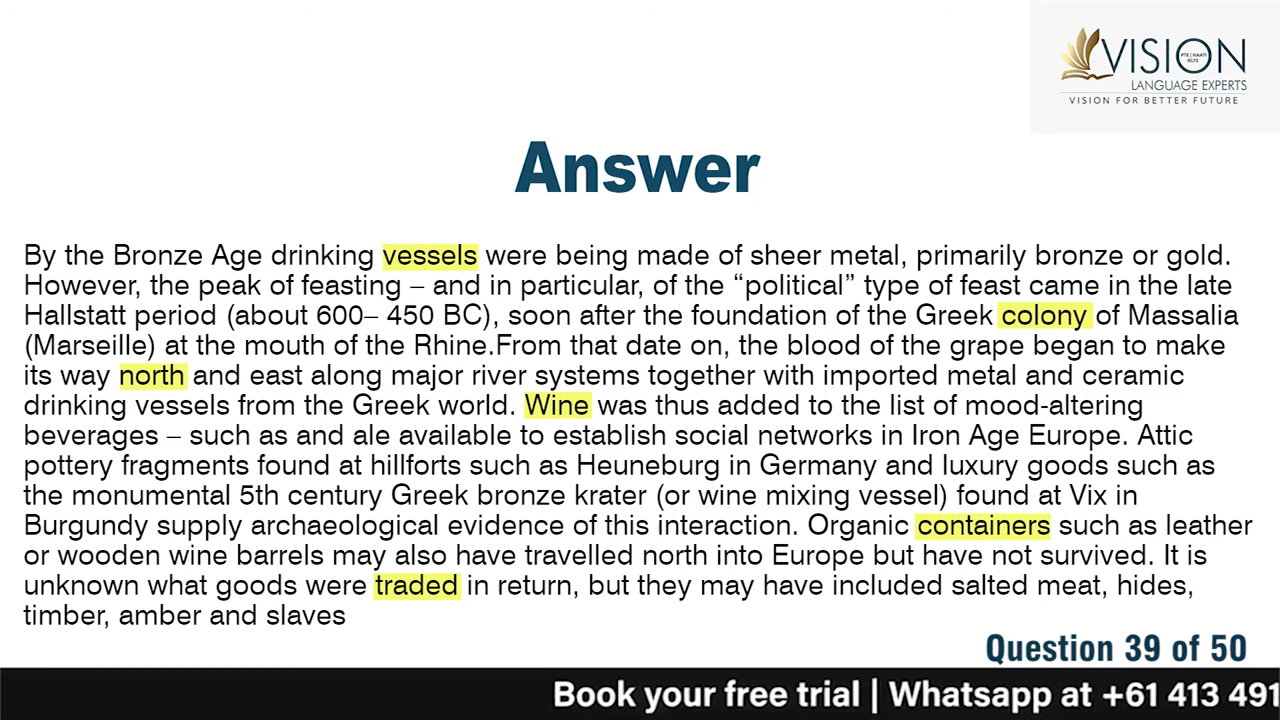 VISION
PTE | NAATI
IELTS
LANGUAGE EXPERTS
VISION FOR BETTER FUTURE
Answer
By the Bronze Age drinking vessels were being made of sheer metal, primarily bronze or gold.
However, the peak of feasting – and in particular, of the “political” type of feast came in the late
Hallstatt period (about 600– 450 BC), soon after the foundation of the Greek colony of Massalia
(Marseille) at the mouth of the Rhine.From that date on, the blood of the grape began to make
its way north and east along major river systems together with imported metal and ceramic
drinking vessels from the Greek world. Wine was thus added to the list of mood-altering
beverages – such as and ale available to establish social networks in Iron Age Europe. Attic
pottery fragments found at hillforts such as Heuneburg in Germany and luxury goods such as
the monumental 5th century Greek bronze krater (or wine mixing vessel) found at Vix in
Burgundy supply archaeological evidence of this interaction. Organic containers such as leather
or wooden wine barrels may also have travelled north into Europe but have not survived. It is
unknown what goods were traded in return, but they may have included salted meat, hides,
timber, amber and slaves
Question 39 of 50
Book your free trial | Whatsapp at +61 413 491